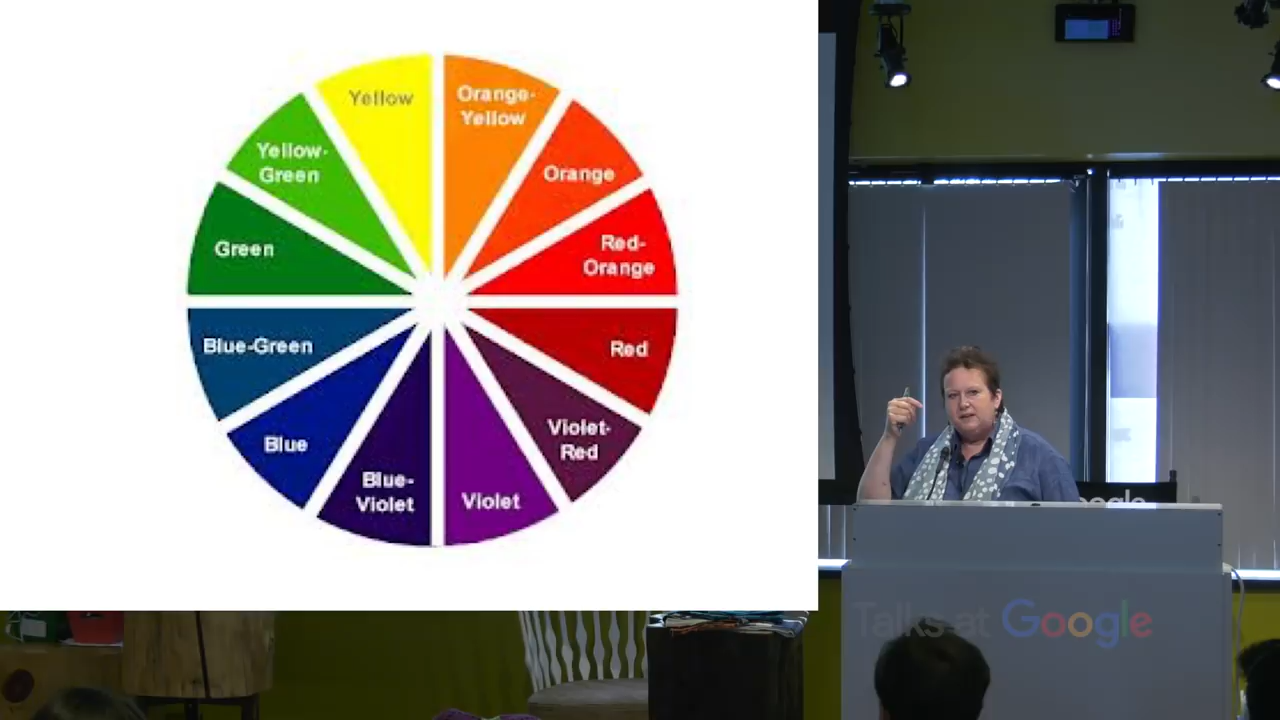 Yellow
Orange-
Yellow
Yellow-
Green
Orange
Green
Red-
Orange
Blue-Green
Red
Blue
Violet-
Red
Blue-
Violet
Violet
Talks at Google